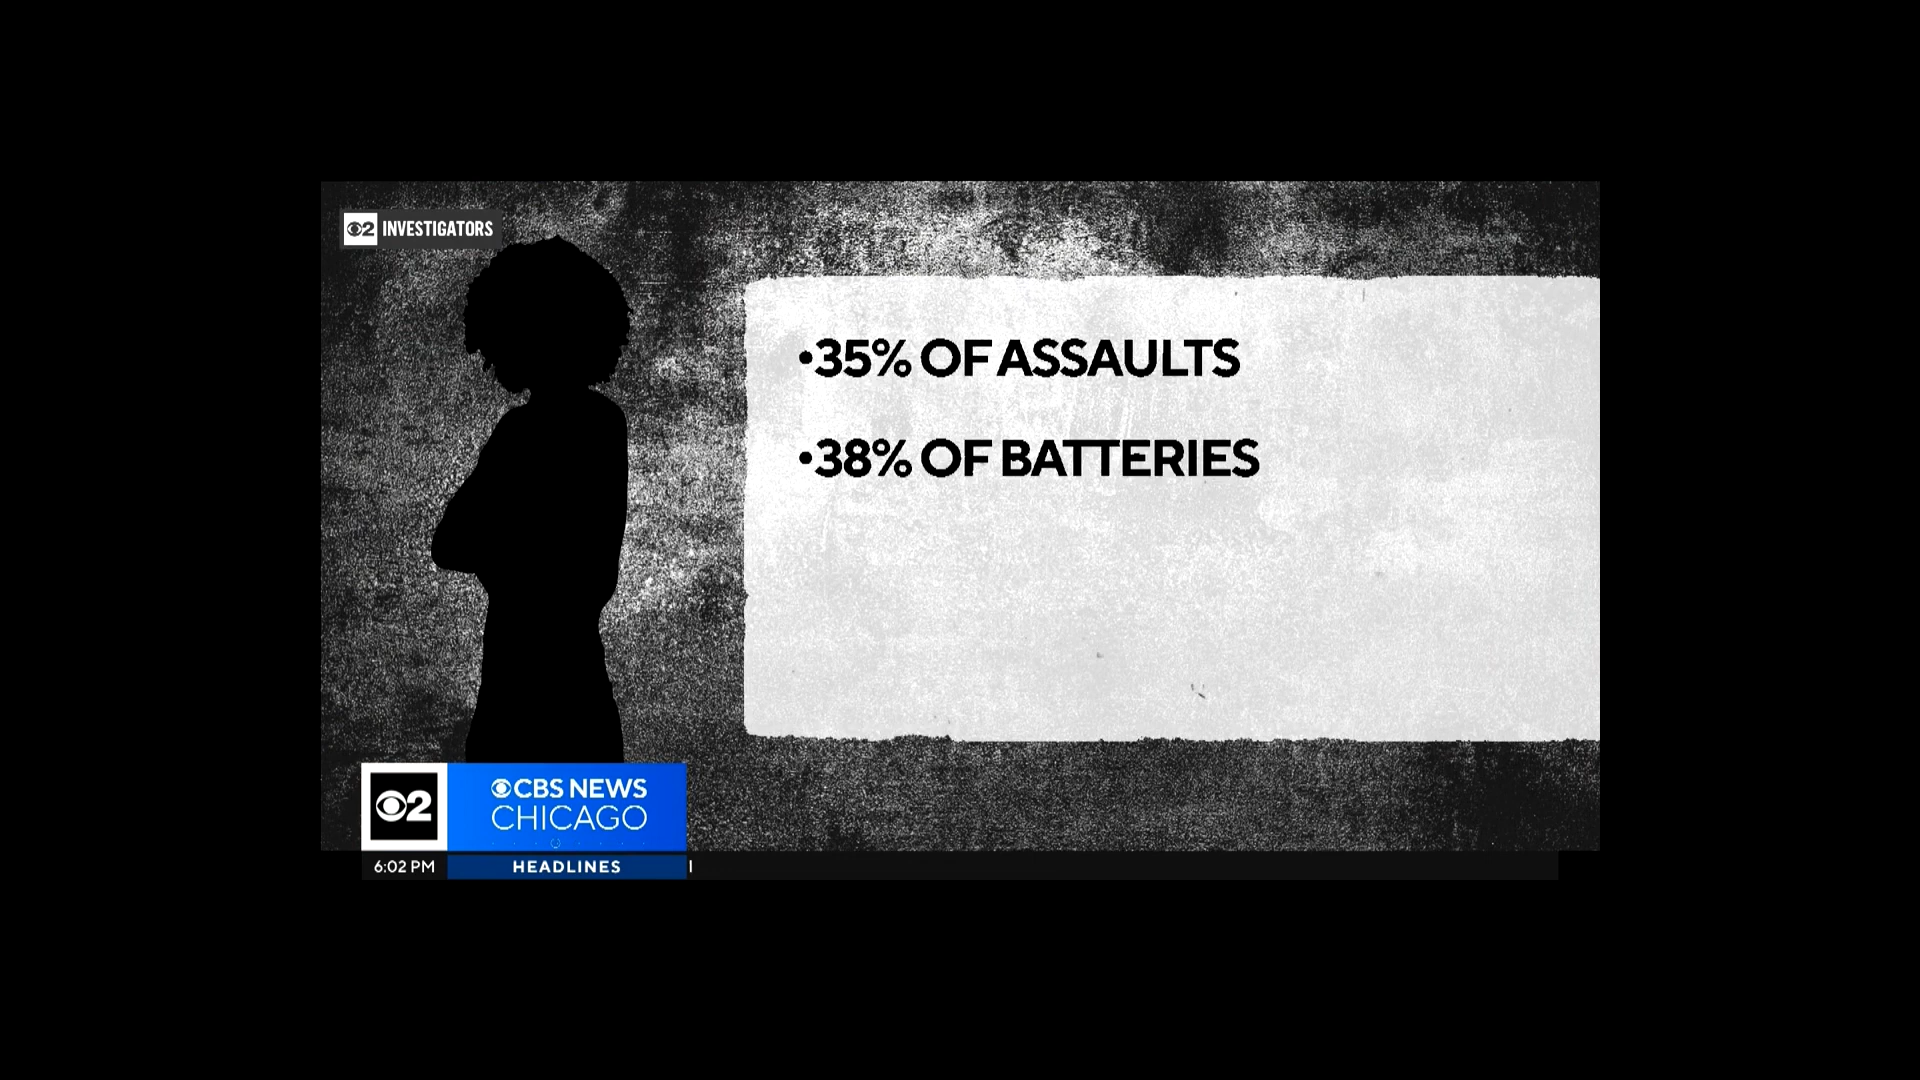 2 INVESTIGATORS
•35% OF ASSAULTS
•38% OF BATTERIES
2
CBS NEWS
CHICAGO
6:02 PM
HEADLINES